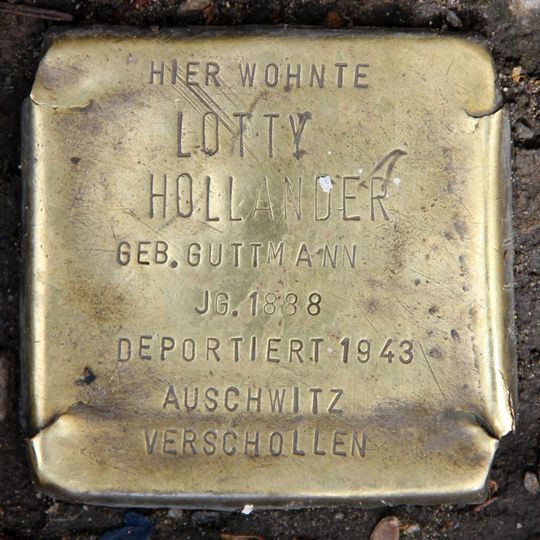 HIER WOHNTE
LOTTY
HOLLANDER
GEB. GUTTMANN
JG. 1888
DEPORTIERT 1943
AUSCHWITZ
VERSCHOLLEN